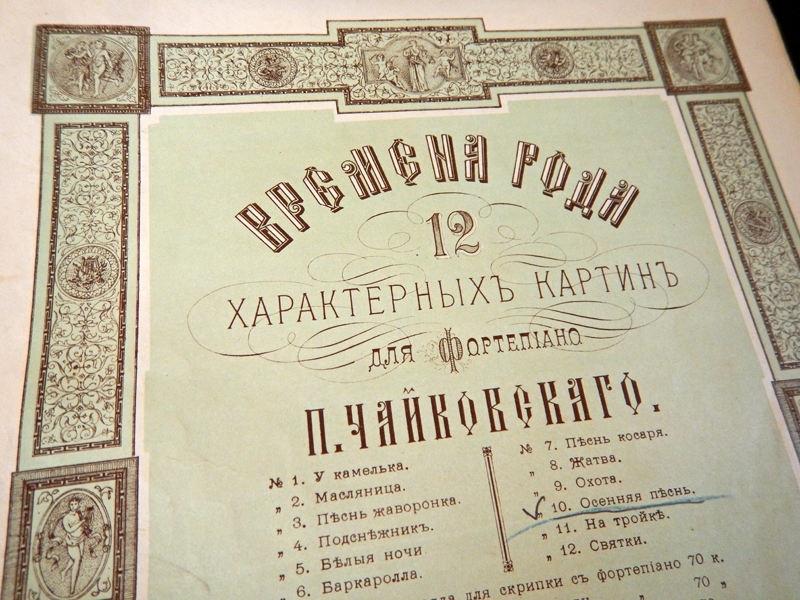 ВРЕМЕНА ГОДА
12
ХАРАКТЕРНЫХЪ КАРТИНЪ
ДЛЯ ФОРТЕПІАНО
П. ЧАЙКОВСКАГО.
№ 1. У камелька.
„ 2. Масляница.
„ 3. Пѣснь жаворонка.
„ 4. Подснѣжникъ.
„ 5. Бѣлыя ночи
„ 6. Баркаролла.
№ 7. Пѣснь косаря.
„ 8. Жатва.
„ 9. Охота.
„ 10. Осенняя пѣснь.
„ 11. На тройкѣ.
„ 12. Святки.
для скрипки съ фортепіано 70 к.
„ 70 „